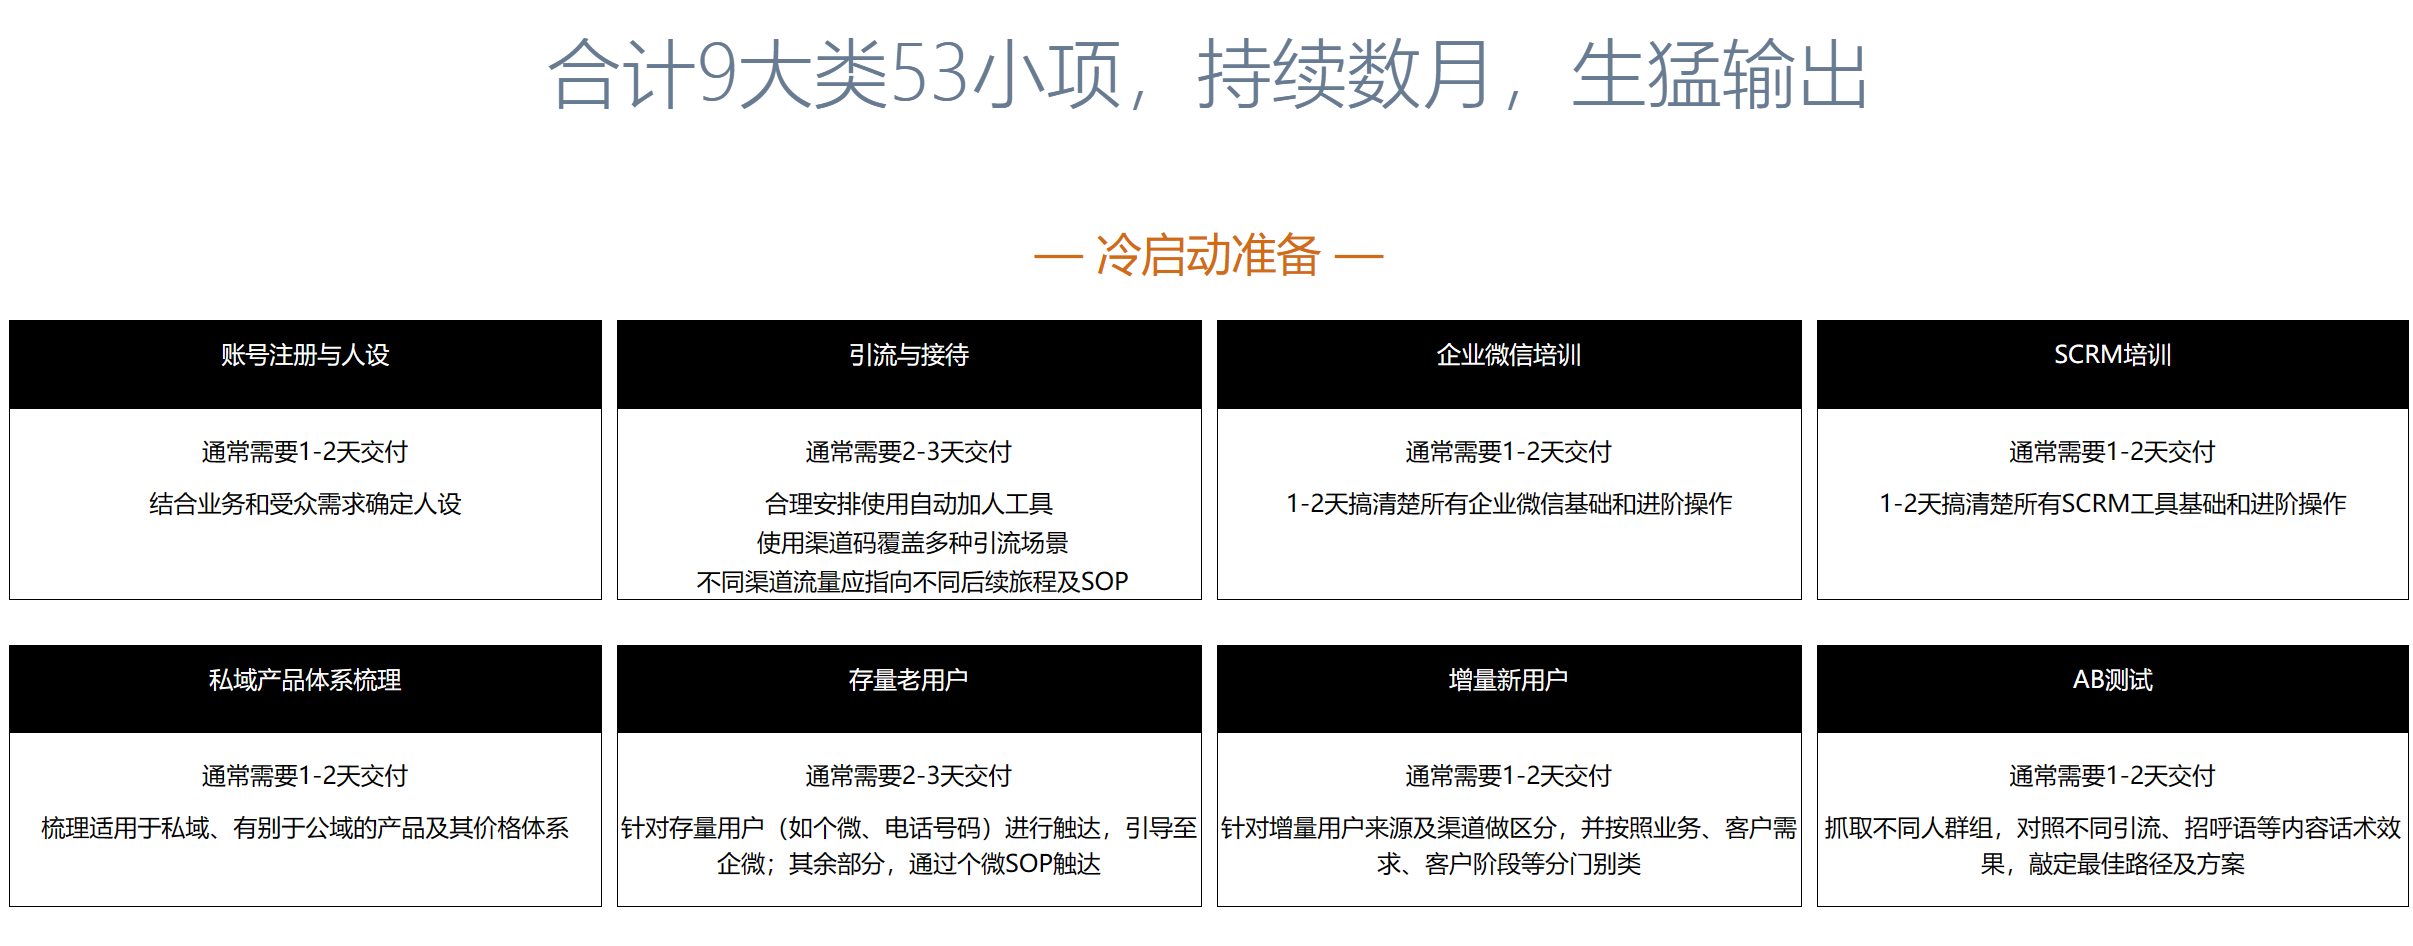 合计9大类53小项，持续数月，生猛输出
— 冷启动准备 —
账号注册与人设
通常需要1-2天交付
结合业务和受众需求确定人设
引流与接待
通常需要2-3天交付
合理安排使用自动加人工具
使用渠道码覆盖多种引流场景
不同渠道流量应指向不同后续旅程及SOP
企业微信培训
通常需要1-2天交付
1-2天搞清楚所有企业微信基础和进阶操作
SCRM培训
通常需要1-2天交付
1-2天搞清楚所有SCRM工具基础和进阶操作
私域产品体系梳理
通常需要1-2天交付
梳理适用于私域、有别于公域的产品及其价格体系
存量老用户
通常需要2-3天交付
针对存量用户（如个微、电话号码）进行触达，引导至
企微；其余部分，通过个微SOP触达
增量新用户
通常需要1-2天交付
针对增量用户来源及渠道做区分，并按照业务、客户需
求、客户阶段等分门别类
AB测试
通常需要1-2天交付
抓取不同人群组，对照不同引流、招呼语等内容话术效
果，敲定最佳路径及方案